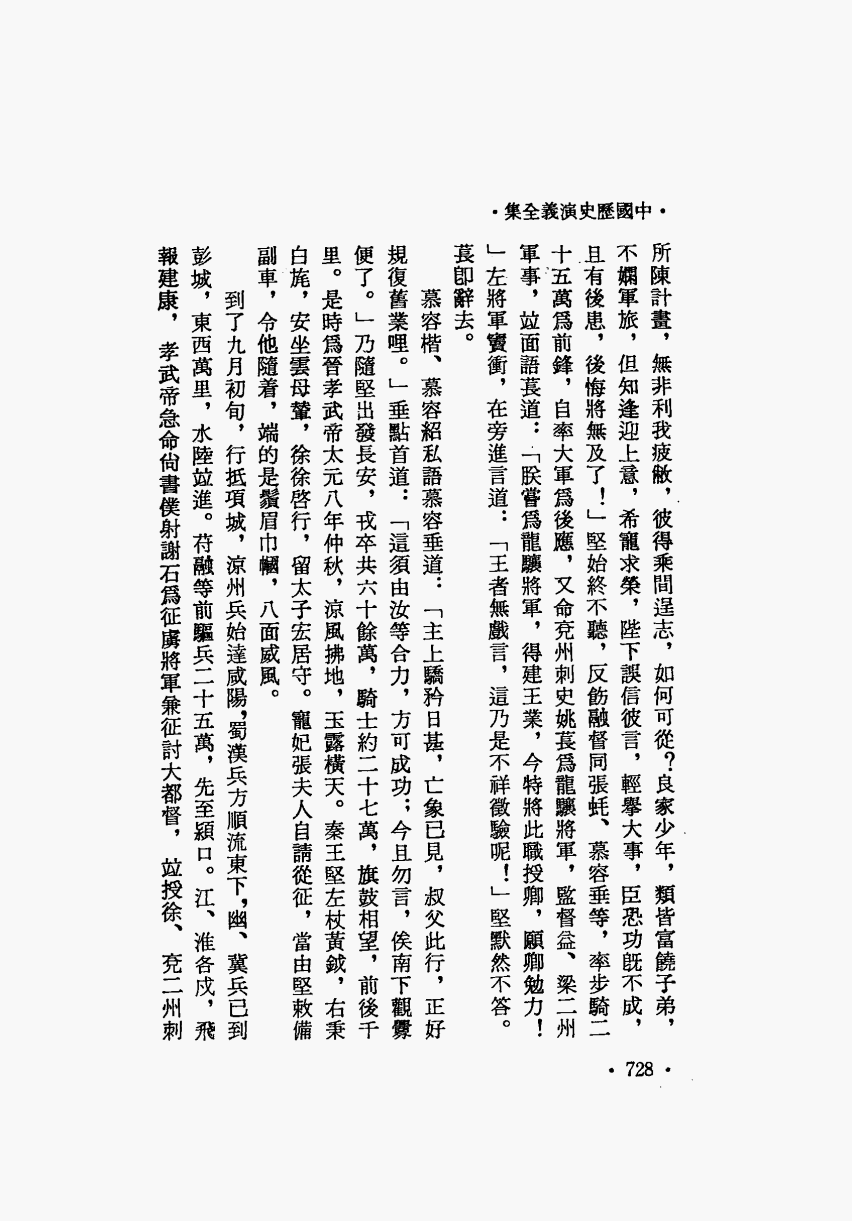 •中國歷史演義全集•
所陳計畫，無非利我疲敝，彼得乘間逞志，如何可從？良家少年，類皆富饒子弟，
不嫻軍旅，但知逢迎上意，希寵求榮，陛下誤信彼言，輕擧大事，臣恐功旣不成，
且有後患，後悔將無及了！」堅始終不聽，反飭融督同張蚝、慕容垂等，率步騎二
十五萬爲前鋒，自率大軍爲後應，又命兗州刺史姚萇爲龍驤將軍，監督益、梁二州
軍事，竝面語萇道：「朕嘗爲龍驤將軍，得建王業，今特將此職授卿，願卿勉力！
」左將軍竇衝，在旁進言道：「王者無戲言，這乃是不祥徵驗呢！」堅默然不答。
萇卽辭去。
慕容楷、慕容紹私語慕容垂道：「主上驕矜日甚，亡象已見，叔父此行，正好
規復舊業哩。」垂點首道：「這須由汝等合力，方可成功；今且勿言，俟南下觀釁
便了。」乃隨堅出發長安，戎卒共六十餘萬，騎士約二十七萬，旗鼓相望，前後千
里。是時爲晉孝武帝太元八年仲秋，涼風拂地，玉露橫天。秦王堅左杖黃鉞，右秉
白旄，安坐雲母輦，徐徐啓行，留太子宏居守。寵妃張夫人自請從征，當由堅敕備
副車，令他隨着，端的是鬚眉巾幗，八面威風。
到了九月初旬，行抵項城，涼州兵始達咸陽，蜀漢兵方順流東下，幽、冀兵已到
彭城，東西萬里，水陸竝進。苻融等前驅兵二十五萬，先至潁口。江、淮各戍，飛
報建康，孝武帝急命尙書僕射謝石爲征虜將軍兼征討大都督，竝授徐、兗二州刺
•728•